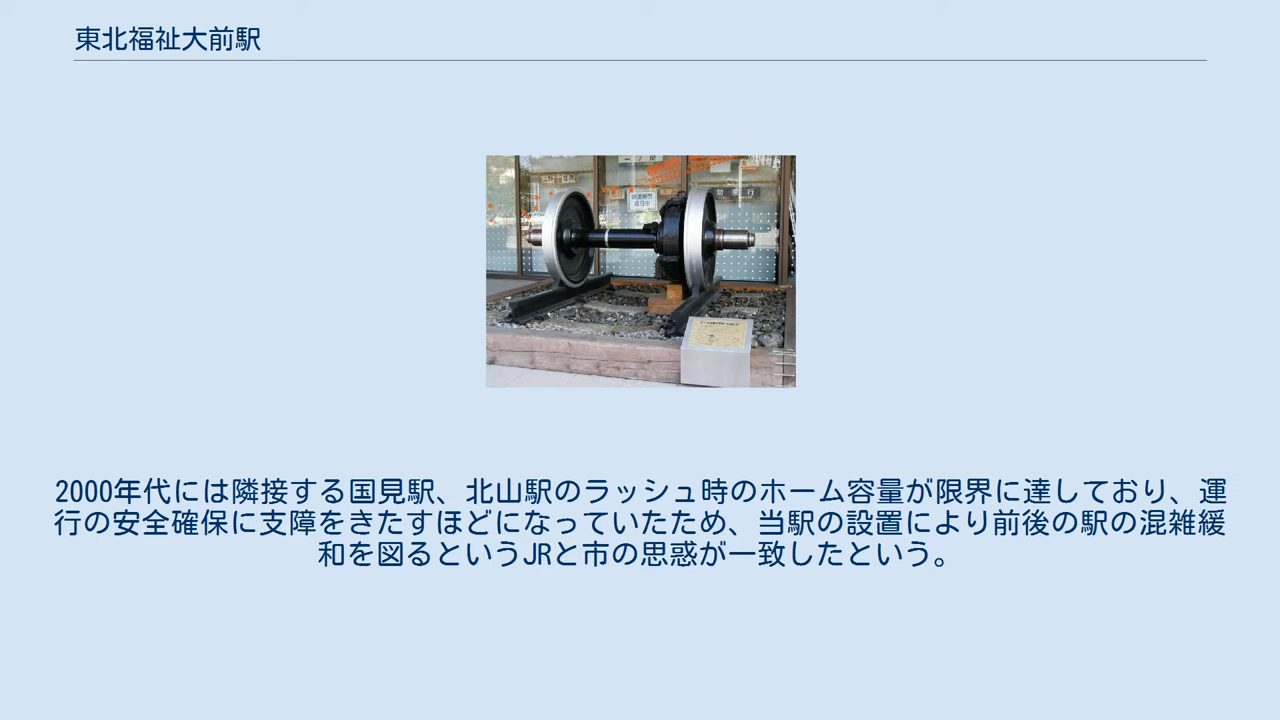 東北福祉大前駅
2000年代には隣接する国見駅、北山駅のラッシュ時のホーム容量が限界に達しており、運
行の安全確保に支障をきたすほどになっていたため、当駅の設置により前後の駅の混雑緩
和を図るというJRと市の思惑が一致したという。